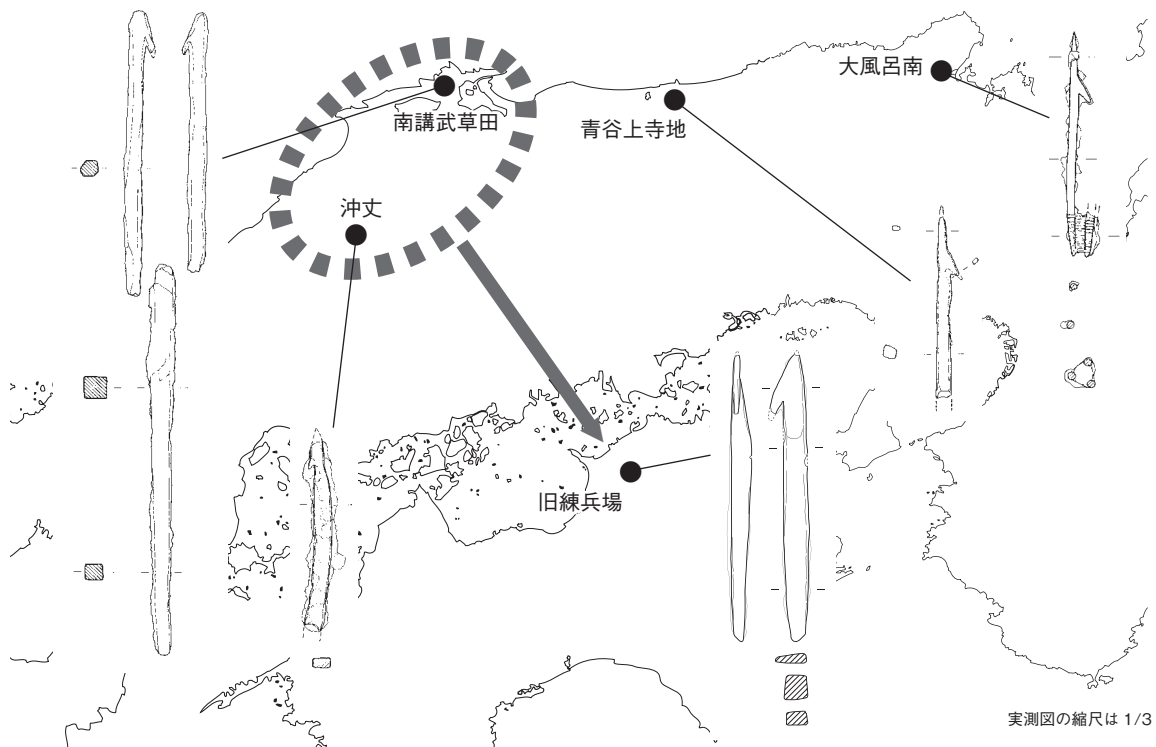 大風呂南
南講武草田
青谷上寺地
沖丈
旧練兵場
実測図の縮尺は 1/3